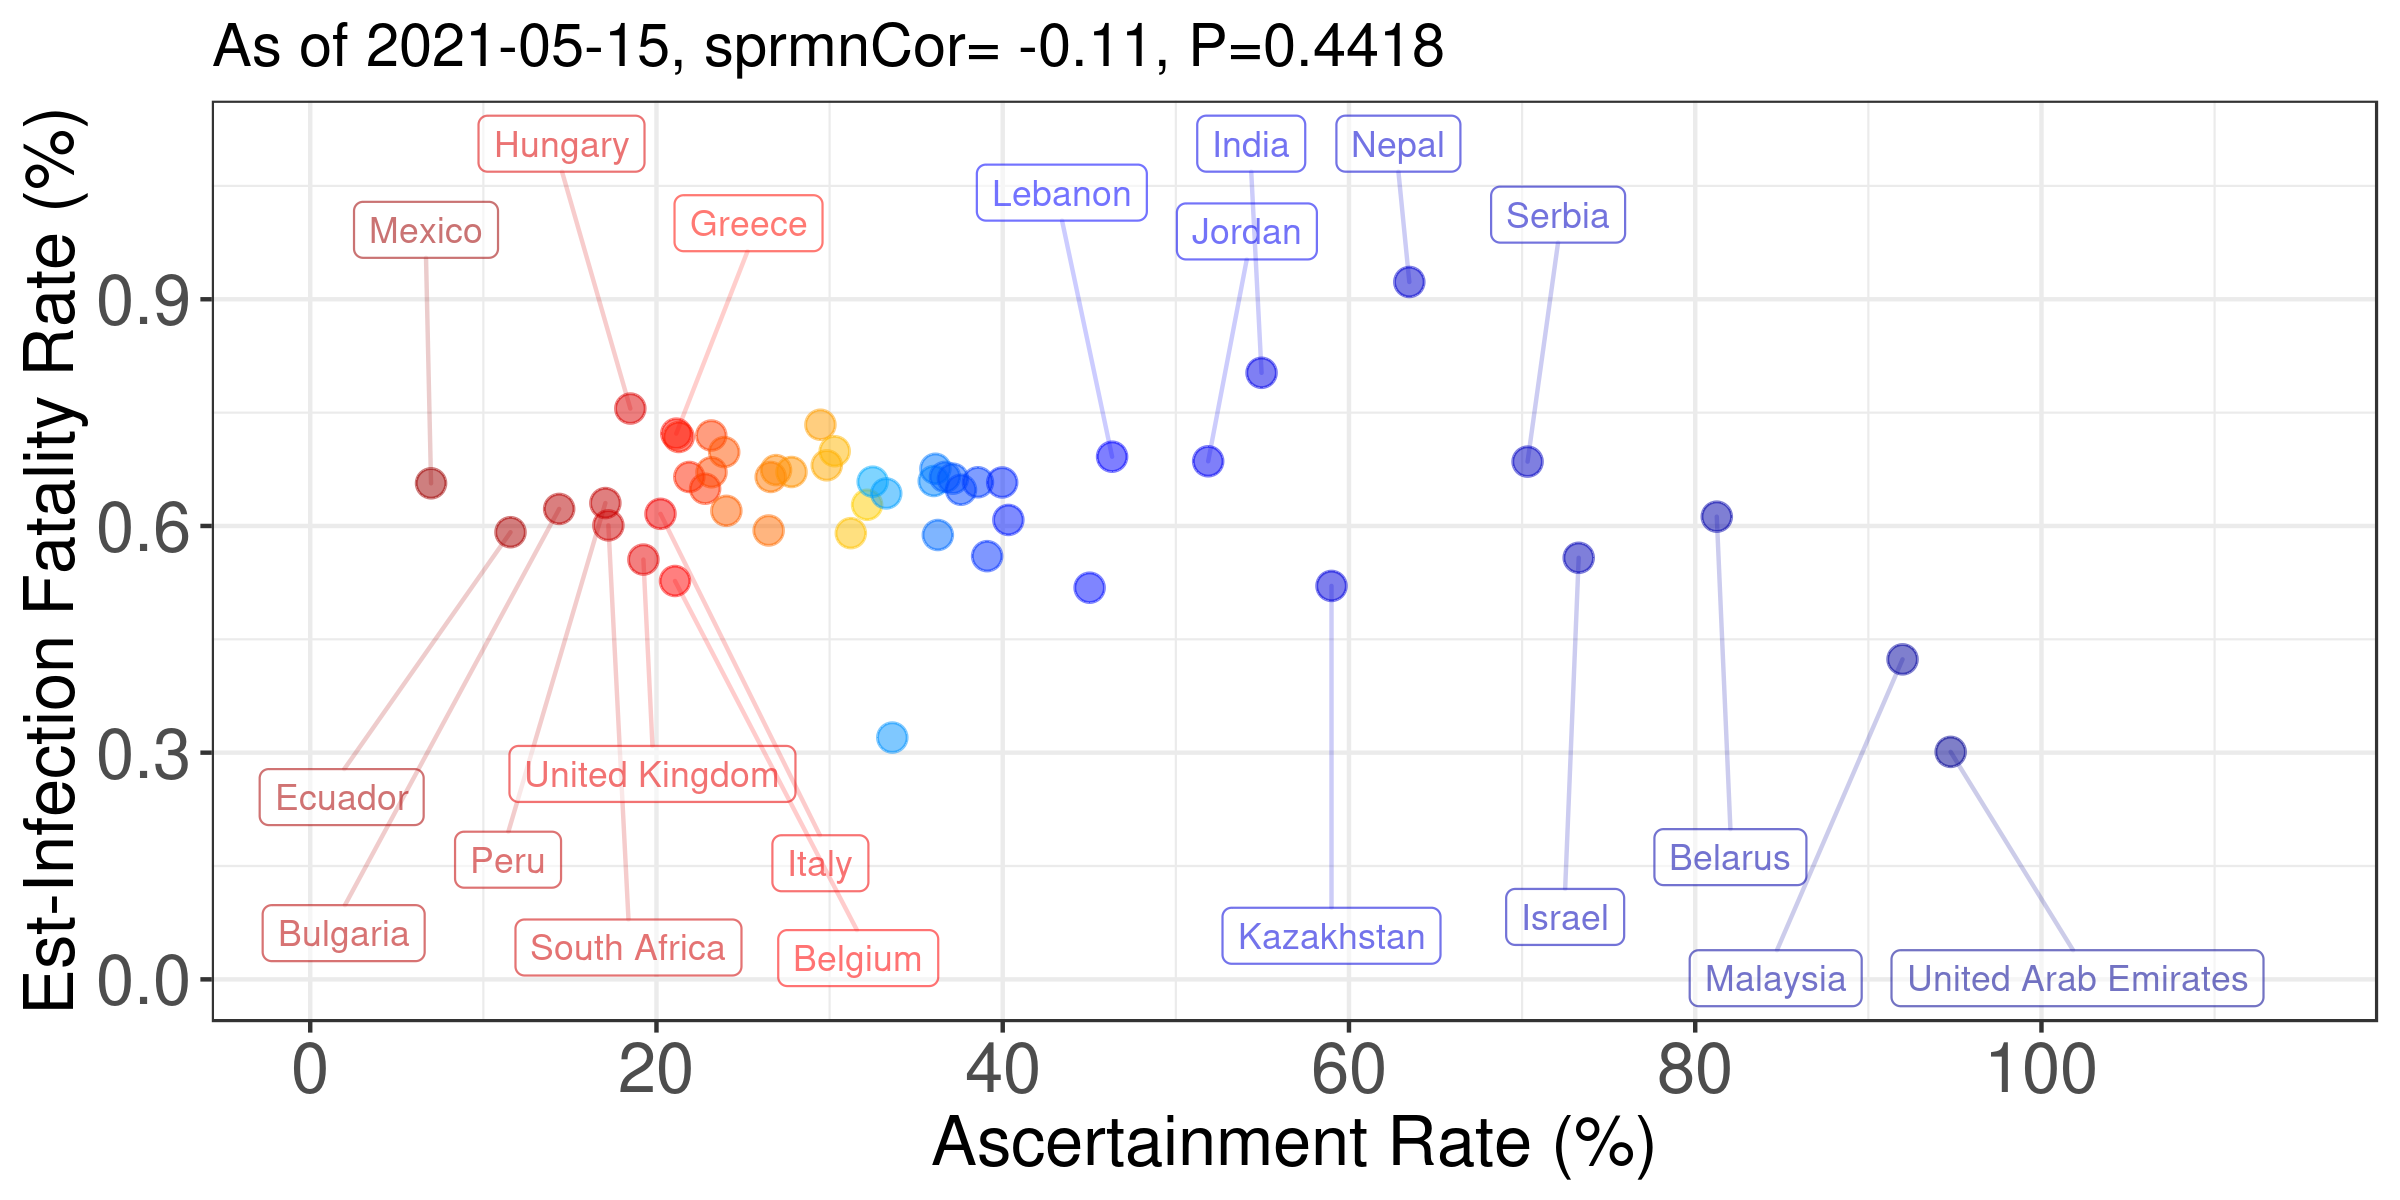 As of 2021-05-15, sprmnCor= -0.11, P=0.4418
Est-Infection Fatality Rate (%)
0.9
0.6
0.3
0.0
Hungary
India
Nepal
Lebanon
Mexico
Greece
Jordan
Serbia
Ecuador
United Kingdom
Peru
Italy
Belarus
Bulgaria
South Africa
Belgium
Kazakhstan
Israel
Malaysia
United Arab Emirates
0
20
40
60
80
100
Ascertainment Rate (%)